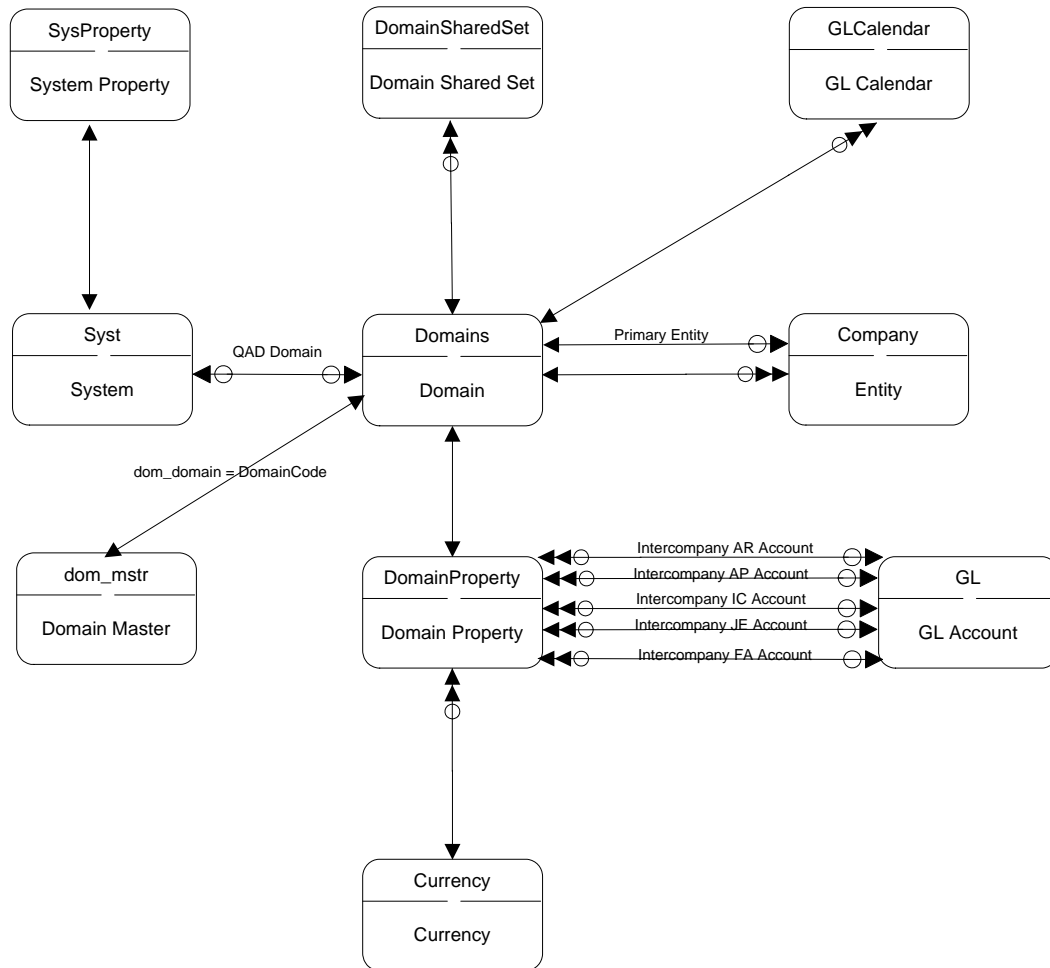 SysProperty
System Property
DomainSharedSet
Domain Shared Set
GLCalendar
GL Calendar
Syst
System
QAD Domain
Domains
Domain
Primary Entity
Company
Entity
dom_domain = DomainCode
dom_mstr
Domain Master
DomainProperty
Domain Property
Intercompany AR Account
Intercompany AP Account
Intercompany IC Account
Intercompany JE Account
Intercompany FA Account
GL
GL Account
Currency
Currency